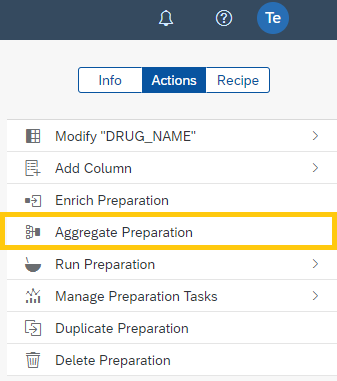 Te
Info
Actions
Recipe
Modify "DRUG_NAME"
Add Column
Enrich Preparation
Aggregate Preparation
Run Preparation
Manage Preparation Tasks
Duplicate Preparation
Delete Preparation